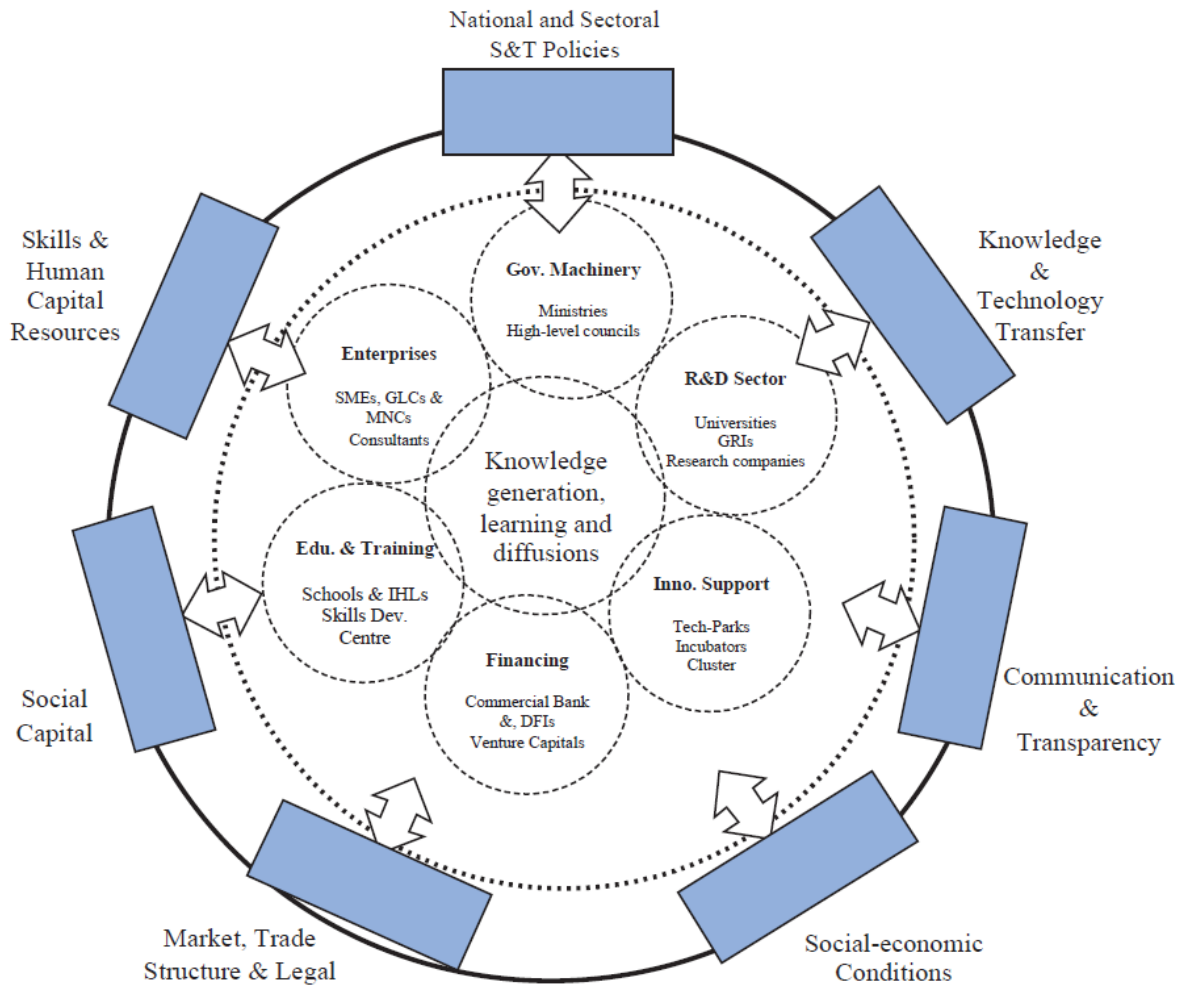 National and Sectoral
S&T Policies
Skills &
Human
Capital
Resources
Knowledge
&
Technology
Transfer
Gov. Machinery
Ministries
High-level councils
Enterprises
SMEs, GLCs &
MNCs
Consultants
R&D Sector
Universities
GRIs
Research companies
Knowledge
generation,
learning and
diffusions
Edu. & Training
Schools & IHLs
Skills Dev.
Centre
Inno. Support
Tech-Parks
Incubators
Cluster
Financing
Commercial Bank
&, DFIs
Venture Capitals
Social
Capital
Communication
&
Transparency
Market, Trade
Structure & Legal
Social-economic
Conditions